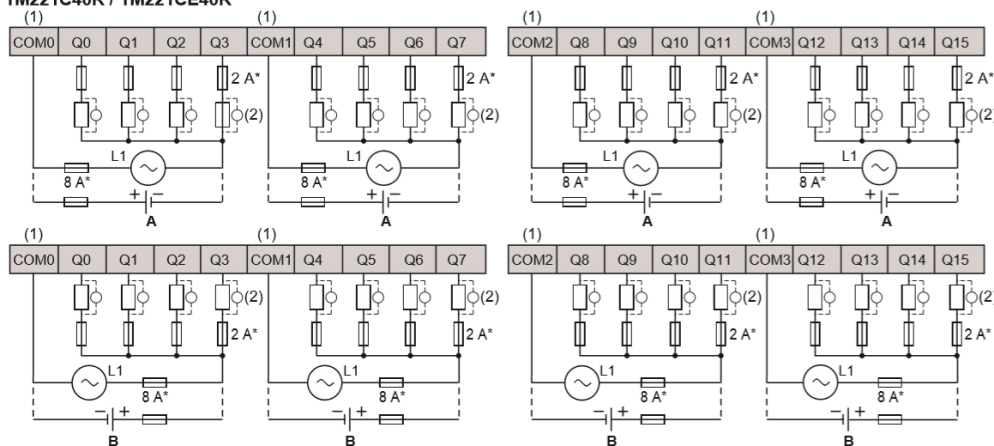 TM221C40R / TM221CE40R
(1) (1) (1) (1)
COM0 Q0 Q1 Q2 Q3 COM1 Q4 Q5 Q6 Q7 COM2 Q8 Q9 Q10 Q11 COM3 Q12 Q13 Q14 Q15
2 A* 2 A* 2 A* 2 A*
(2) (2) (2) (2)
L1 L1 L1 L1
8 A* 8 A* 8 A* 8 A*
+ − + − + − + −
A A A A
(1) (1) (1) (1)
COM0 Q0 Q1 Q2 Q3 COM1 Q4 Q5 Q6 Q7 COM2 Q8 Q9 Q10 Q11 COM3 Q12 Q13 Q14 Q15
(2) (2) (2) (2)
2 A* 2 A* 2 A* 2 A*
L1 L1 L1 L1
8 A* 8 A* 8 A* 8 A*
− + − + − + − +
B B B B